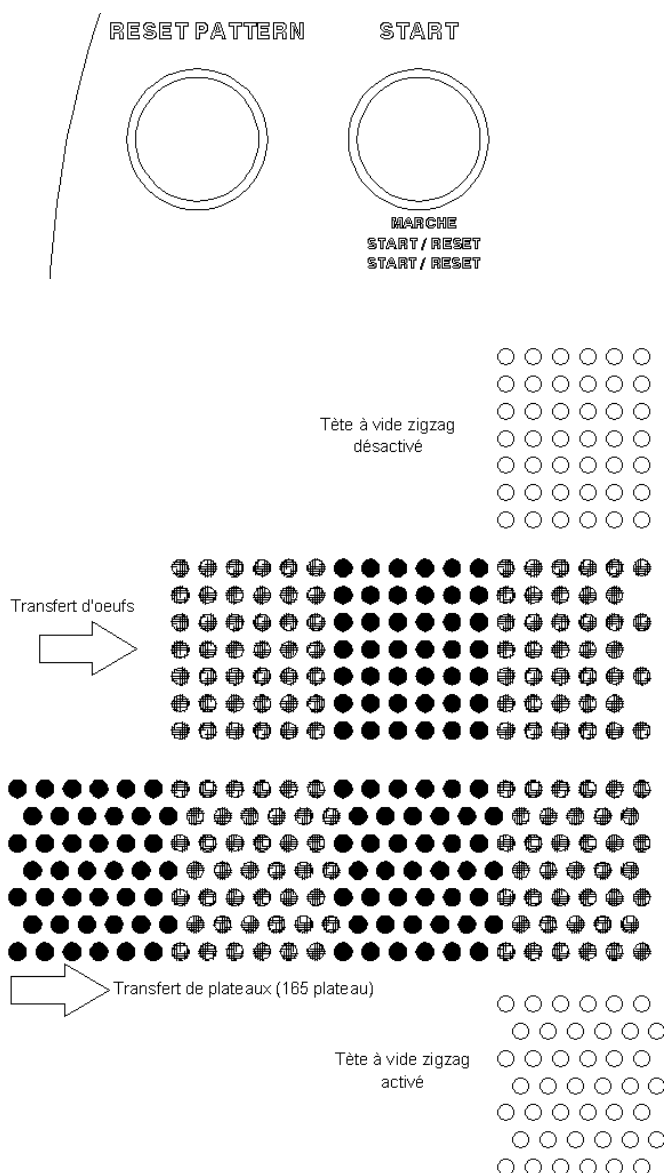 RESET PATTERN
START
MARCHE
START / RESET
START / RESET
Tète à vide zigzag
désactivé
Transfert d'oeufs
Transfert de plateaux (165 plateau)
Tète à vide zigzag
activé